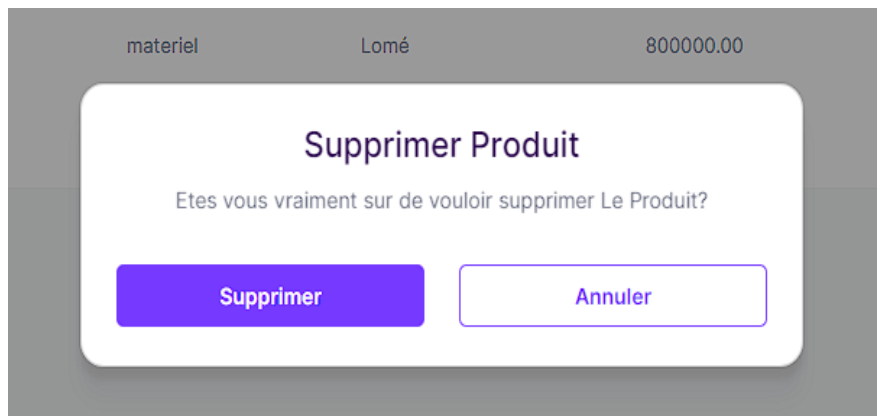 materiel Lomé 800000.00
Supprimer Produit
Etes vous vraiment sur de vouloir supprimer Le Produit?
Supprimer Annuler